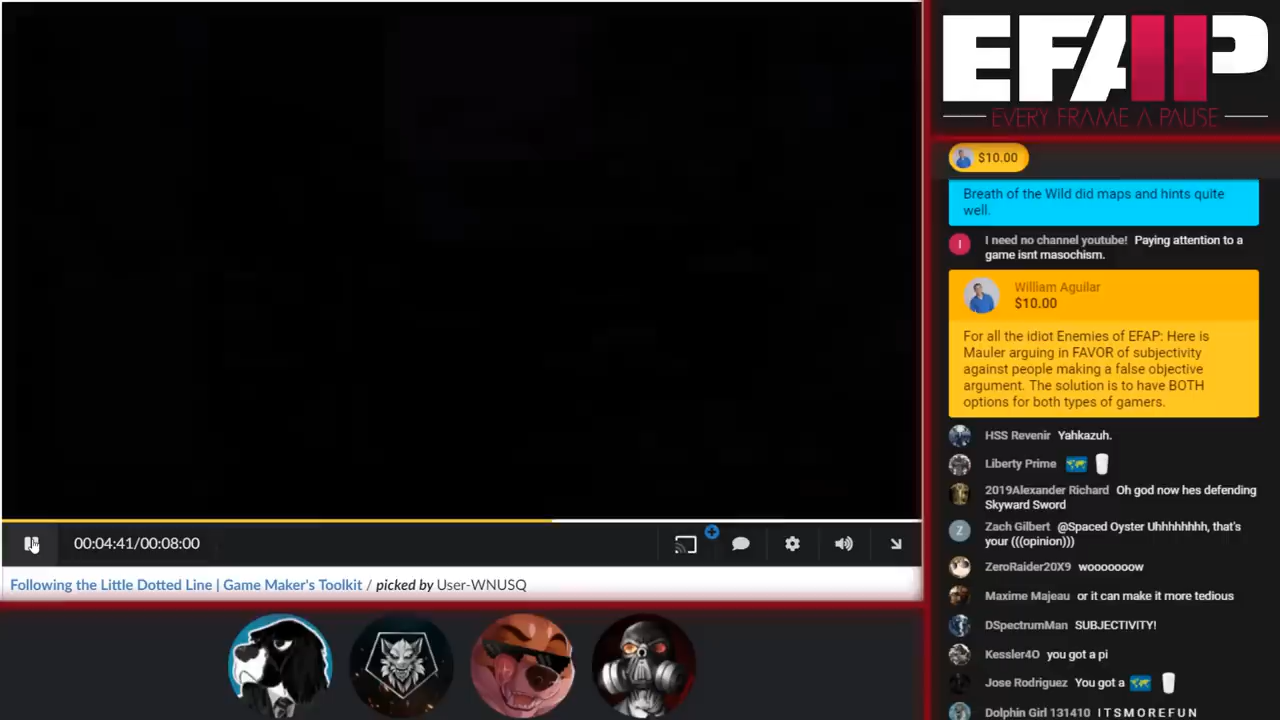 EFAP
EVERY FRAME A PAUSE
$10.00
Breath of the Wild did maps and hints quite
well.
I
I need no channel youtube! Paying attention to a
game isnt masochism.
William Aguilar
$10.00
For all the idiot Enemies of EFAP: Here is
Mauler arguing in FAVOR of subjectivity
against people making a false objective
argument. The solution is to have BOTH
options for both types of gamers.
HSS Revenir Yahkazuh.
Liberty Prime
2019Alexander Richard Oh god now hes defending
Skyward Sword
Z
Zach Gilbert @Spaced Oyster Uhhhhhhhh, that's
your (((opinion)))
ZeroRaider20X9 wooooooow
Maxime Majeau or it can make it more tedious
DSpectrumMan SUBJECTIVITY!
Kessler40 you got a pi
Jose Rodriguez You got a
Dolphin Girl 131410 I T S M O R E F U N
00:04:41/00:08:00
Following the Little Dotted Line | Game Maker's Toolkit / picked by User-WNUSQ